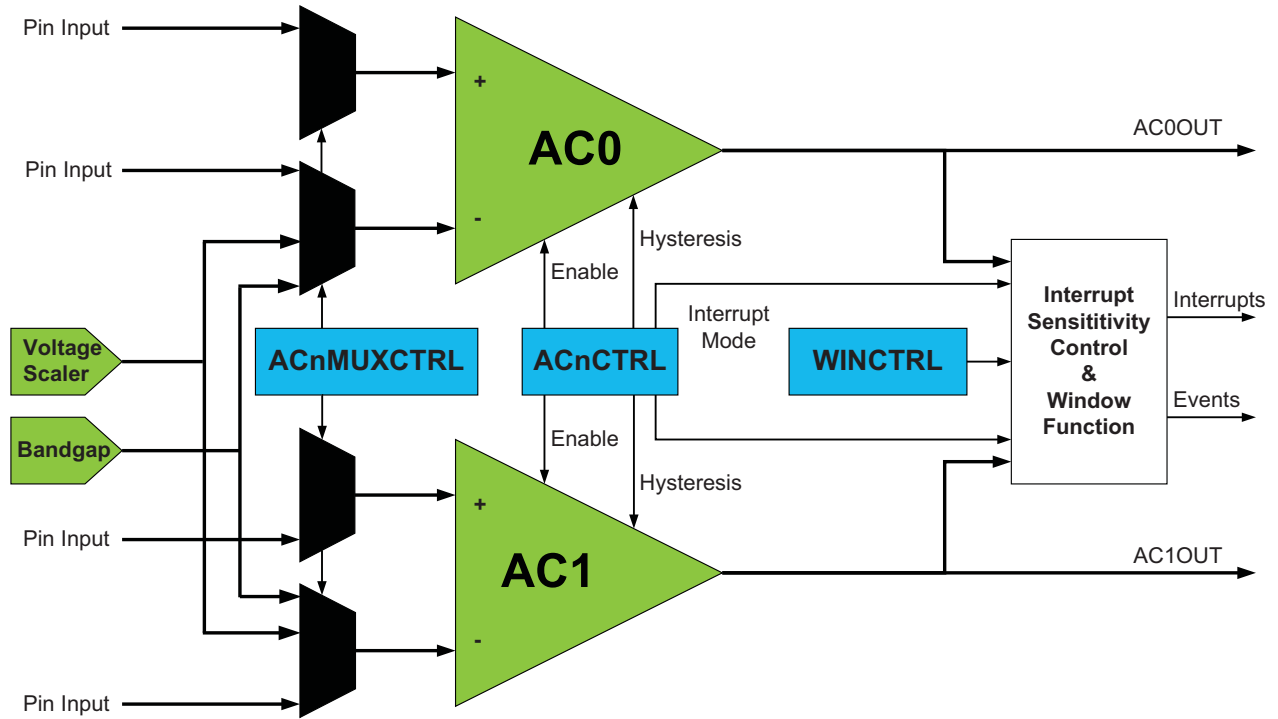 Pin Input
+
AC0
AC0OUT
Pin Input
-
Hysteresis
Enable
Interrupt
Mode
Interrupt
Sensititivity
Control
&
Window
Function
Interrupts
Voltage
Scaler
ACnMUXCTRL
ACnCTRL
WINCTRL
Events
Bandgap
Enable
Hysteresis
+
Pin Input
AC1
AC1OUT
-
Pin Input